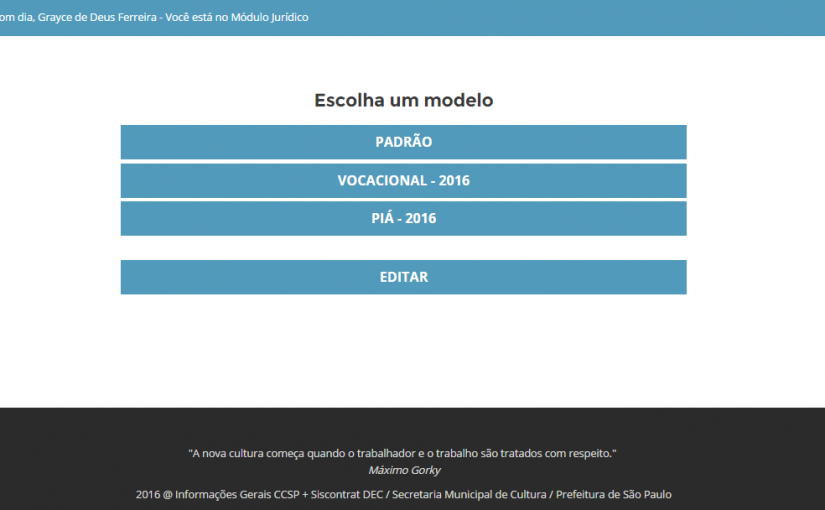 om dia, Grayce de Deus Ferreira - Você está no Módulo Jurídico
Escolha um modelo
PADRÃO
VOCACIONAL - 2016
PIÁ - 2016
EDITAR
"A nova cultura começa quando o trabalhador e o trabalho são tratados com respeito."
Máximo Gorky
2016 @ Informações Gerais CCSP + Siscontrat DEC / Secretaria Municipal de Cultura / Prefeitura de São Paulo